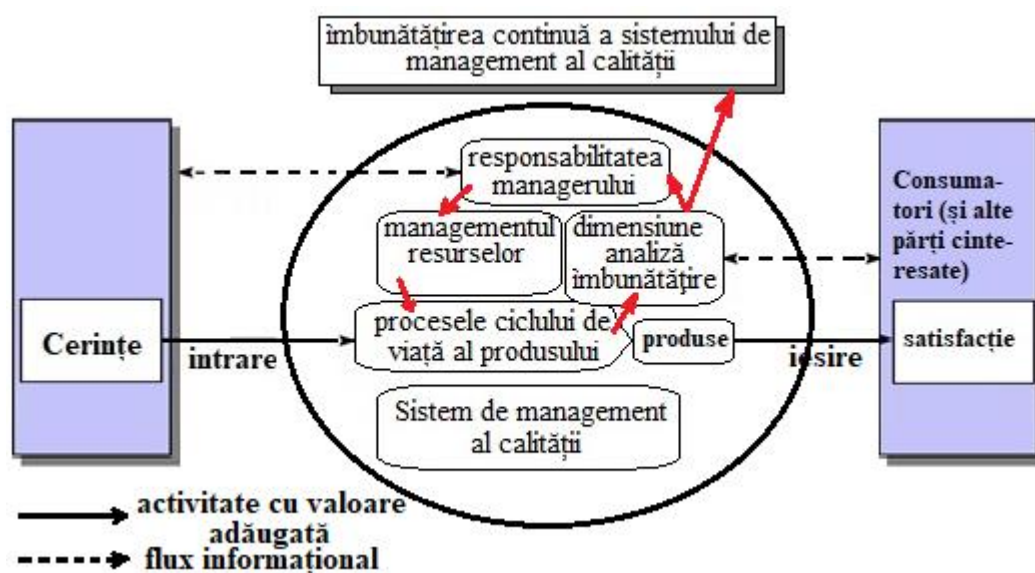 îmbunătățirea continuă a sistemului de
management al calității
responsabilitatea
managerului
managementul
resurselor
dimensiune
analiză
îmbunătăţire
Consuma-
tori (și alte
părți cinte-
resate)
Cerințe
intrare
procesele ciclului de
viață al produsului
produse
iesire
satisfacție
Sistem de management
al calității
activitate cu valoare
adăugată
flux informațional